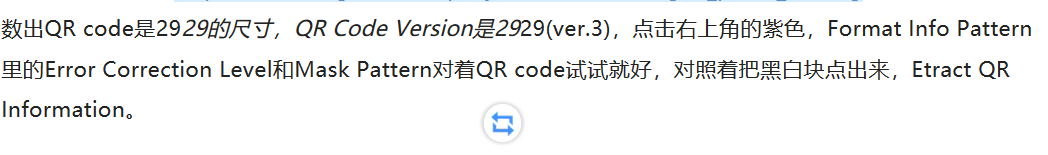 数出QR code是2929的尺寸，QR Code Version是2929(ver.3)，点击右上角的紫色，Format Info Pattern
里的Error Correction Level和Mask Pattern对着QR code试试就好，对照着把黑白块点出来，Etract QR
Information。